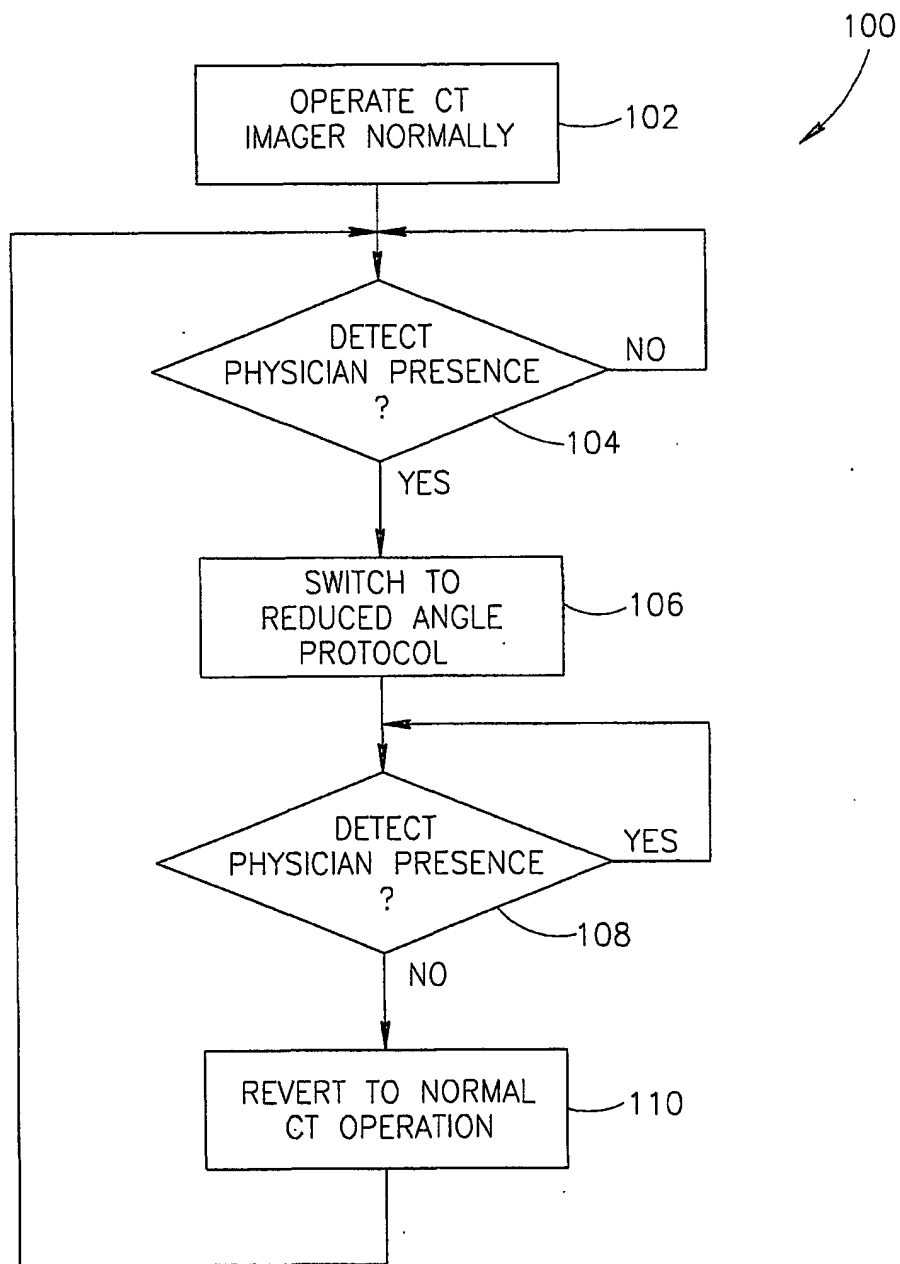 100
OPERATE CT
IMAGER NORMALLY
102
DETECT
PHYSICIAN PRESENCE
?
NO
104
YES
SWITCH TO
REDUCED ANGLE
PROTOCOL
106
DETECT
PHYSICIAN PRESENCE
?
YES
108
NO
REVERT TO NORMAL
CT OPERATION
110